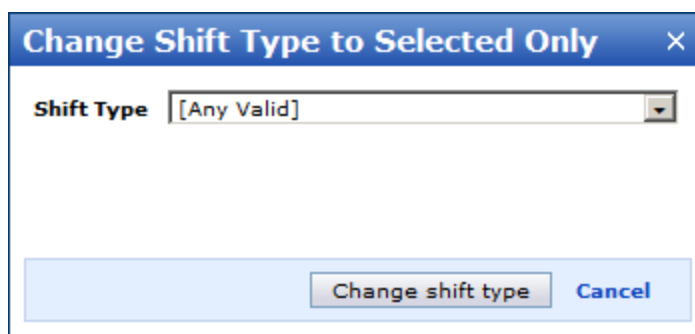 Change Shift Type to Selected Only
Shift Type [Any Valid]
Change shift type Cancel